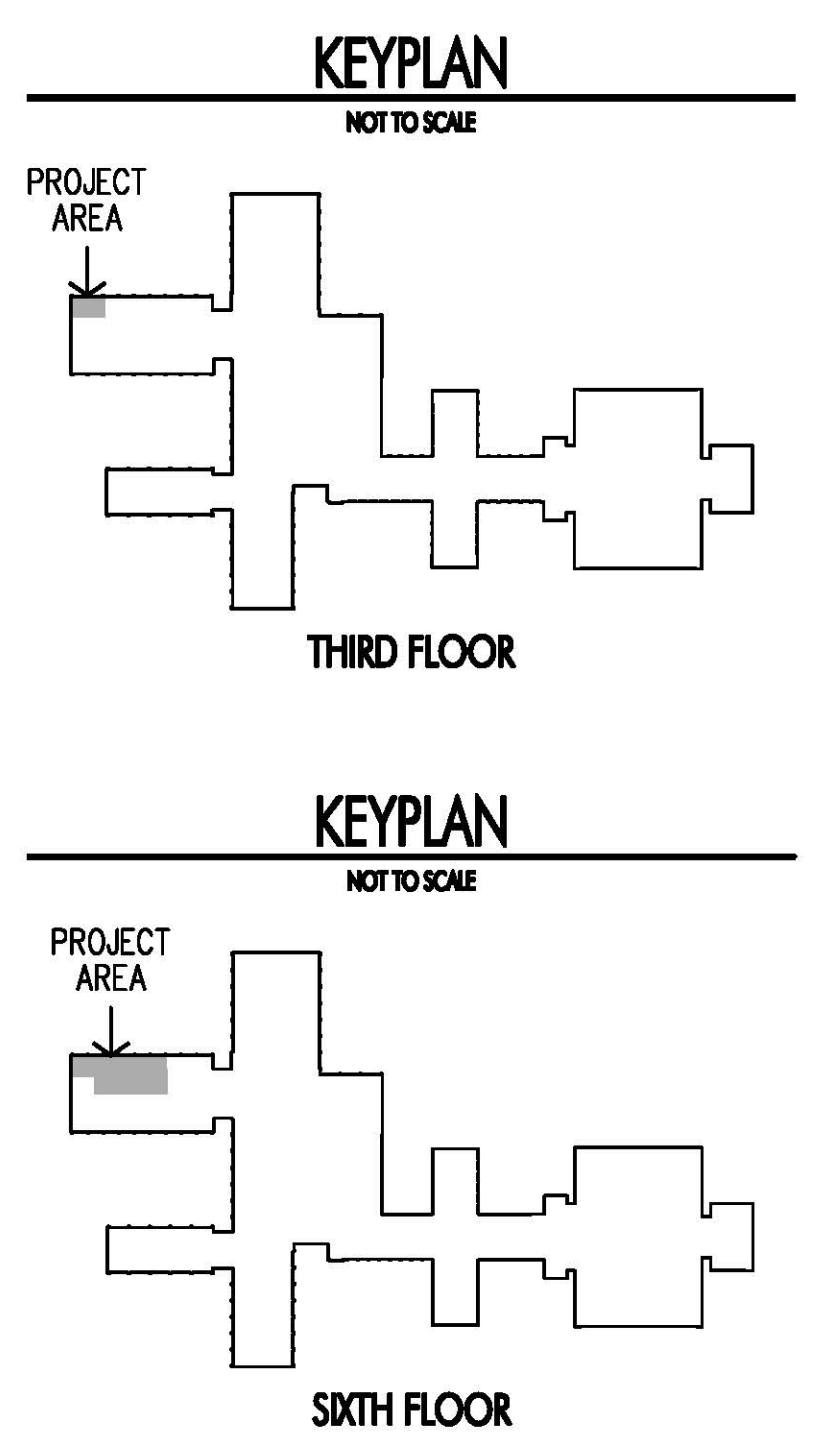 KEYPLAN
NOT TO SCALE
PROJECT
AREA
THIRD FLOOR
KEYPLAN
NOT TO SCALE
PROJECT
AREA
SIXTH FLOOR